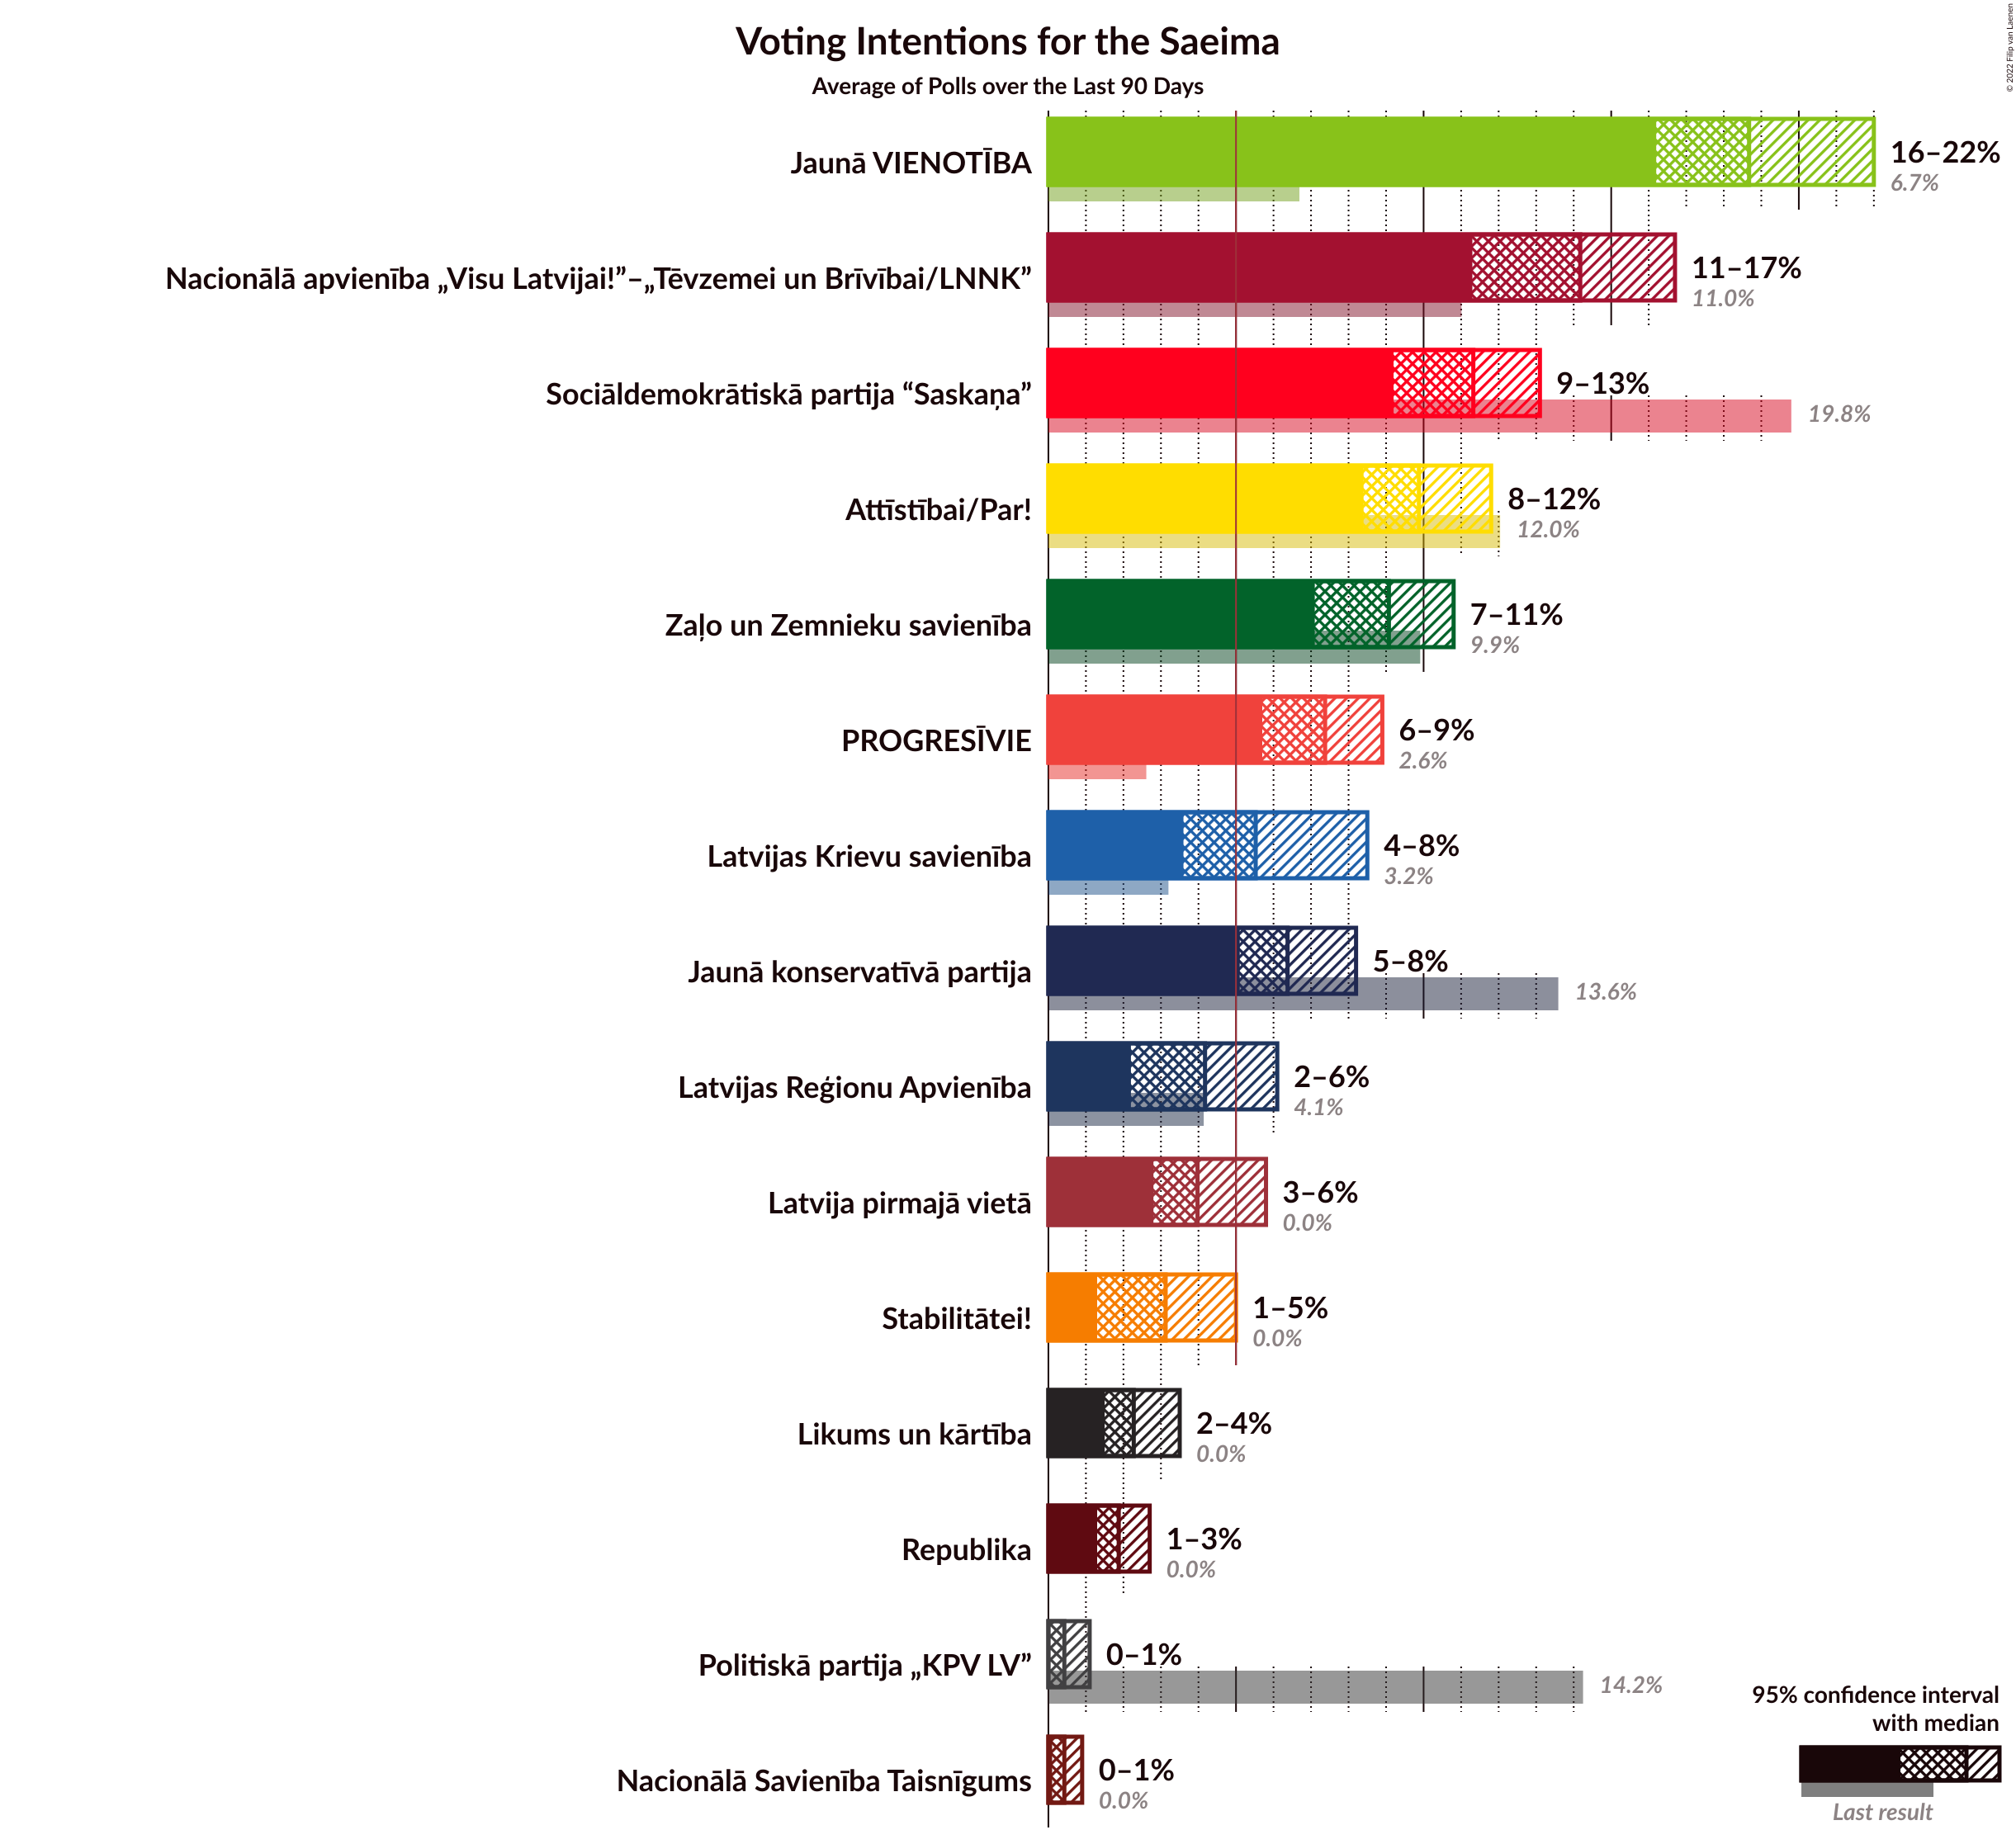 Voting Intentions for the Saeima
Average of Polls over the Last 90 Days
© 2022 Filip van Laenen
Jaunā VIENOTĪBA
16–22%
6.7%
Nacionālā apvienība „Visu Latvijai!”–„Tēvzemei un Brīvībai/LNNK”
11–17%
11.0%
Sociāldemokrātiskā partija “Saskaņa”
9–13%
19.8%
Attīstībai/Par!
8–12%
12.0%
Zaļo un Zemnieku savienība
7–11%
9.9%
PROGRESĪVIE
6–9%
2.6%
Latvijas Krievu savienība
4–8%
3.2%
Jaunā konservatīvā partija
5–8%
13.6%
Latvijas Reģionu Apvienība
2–6%
4.1%
Latvija pirmajā vietā
3–6%
0.0%
Stabilitātei!
1–5%
0.0%
Likums un kārtība
2–4%
0.0%
Republika
1–3%
0.0%
Politiskā partija „KPV LV”
0–1%
14.2%
Nacionālā Savienība Taisnīgums
0–1%
0.0%
95% confidence interval
with median
Last result